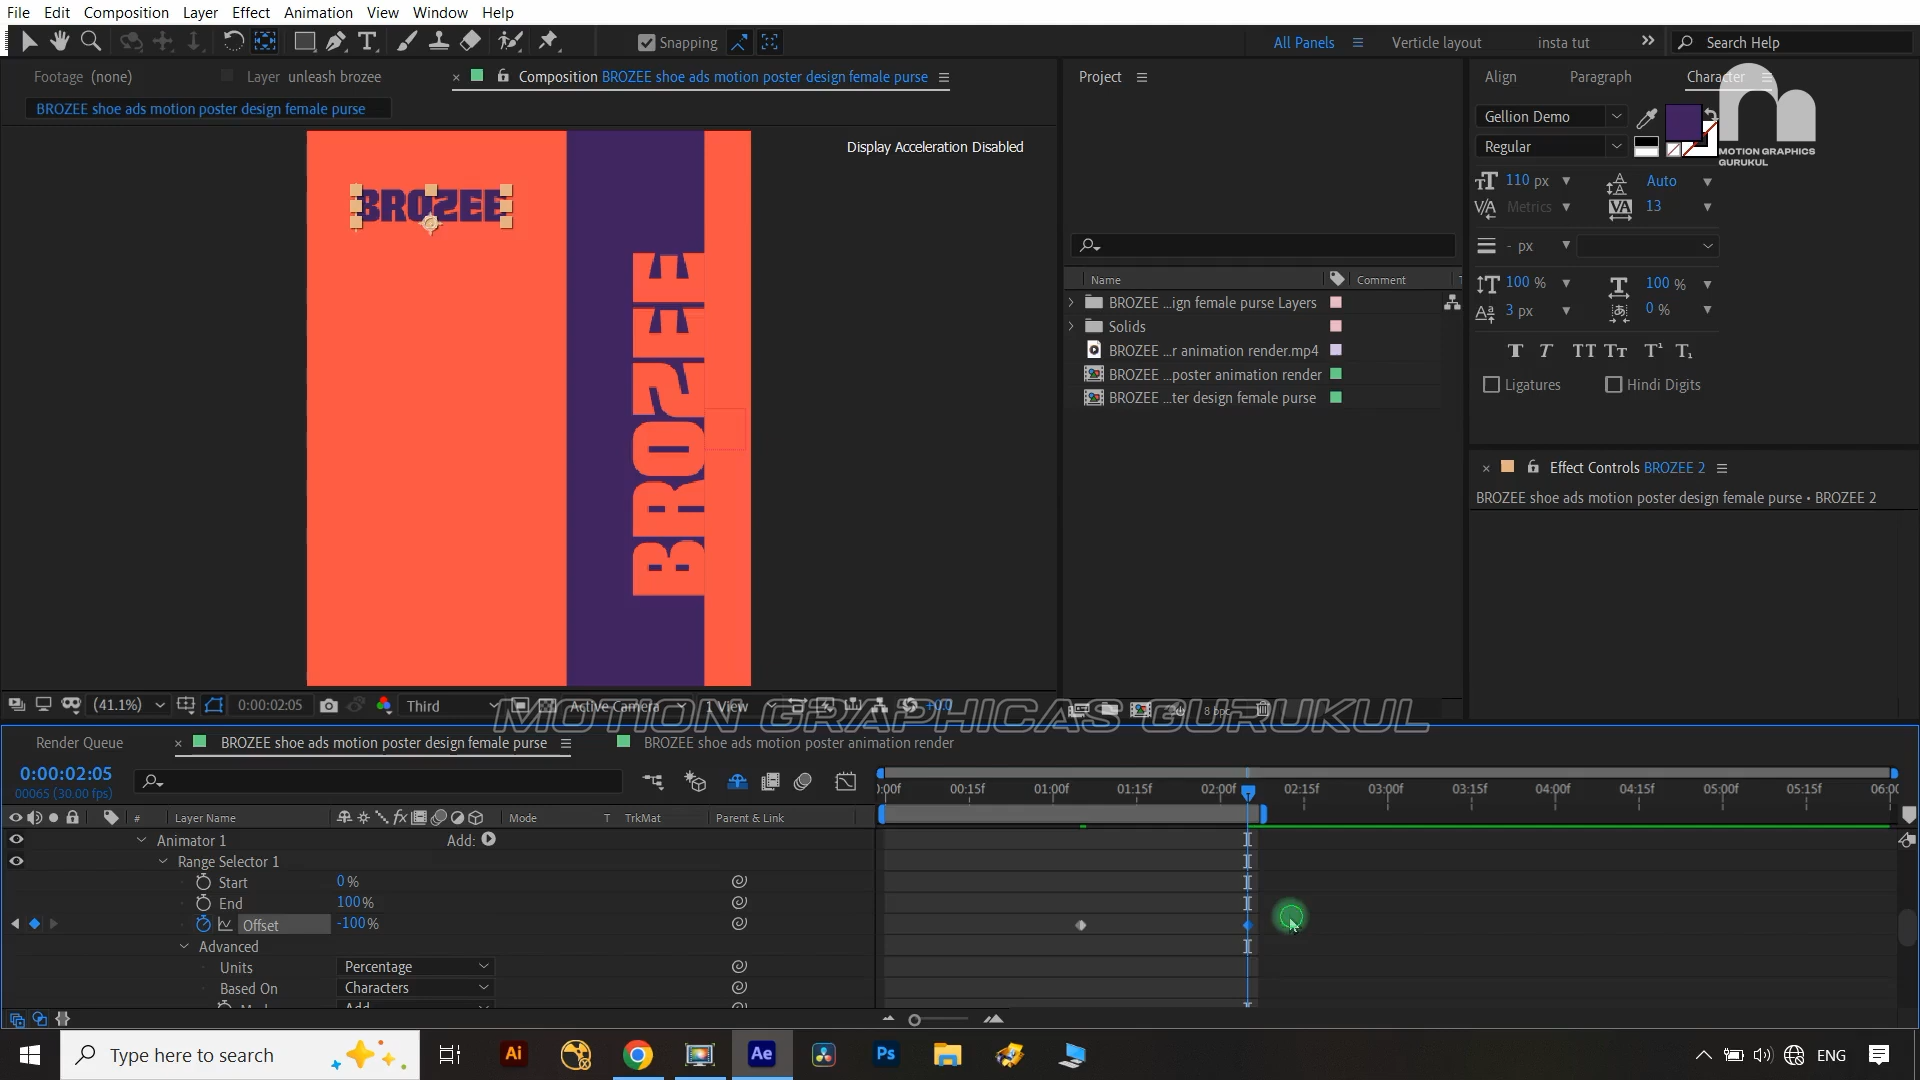 File Edit Composition Layer Effect Animation View Window Help
Snapping
All Panels Verticle layout insta tut Search Help
Footage (none) Layer unleash brozee Composition BROZEE shoe ads motion poster design female purse
BROZEE shoe ads motion poster design female purse
Display Acceleration Disabled
BROZEE
BROZEE
(41.1%) 0:00:02:05 Third Active Camera 1 View +0.0
Project
Name Comment
BROZEE ...ign female purse Layers
Solids
BROZEE ...r animation render.mp4
BROZEE ...poster animation render
BROZEE ...ter design female purse
8 bpc
Align Paragraph Character
Gellion Demo
Regular
MOTION GRAPHICS
GURUKUL
110 px Auto
Metrics 13
- px
100 % 100 %
3 px 0 %
Ligatures Hindi Digits
Effect Controls BROZEE 2
BROZEE shoe ads motion poster design female purse • BROZEE 2
MOTION GRAPHICAS GURUKUL
Render Queue BROZEE shoe ads motion poster design female purse BROZEE shoe ads motion poster animation render
0:00:02:05
00065 (30.00 fps)
:00f 00:15f 01:00f 01:15f 02:00f 02:15f 03:00f 03:15f 04:00f 04:15f 05:00f 05:15f 06:00
# Layer Name Mode T TrkMat Parent & Link
Animator 1 Add:
Range Selector 1
Start 0%
End 100%
Offset -100%
Advanced
Units Percentage
Based On Characters
Type here to search
Ai Ae Ps ENG